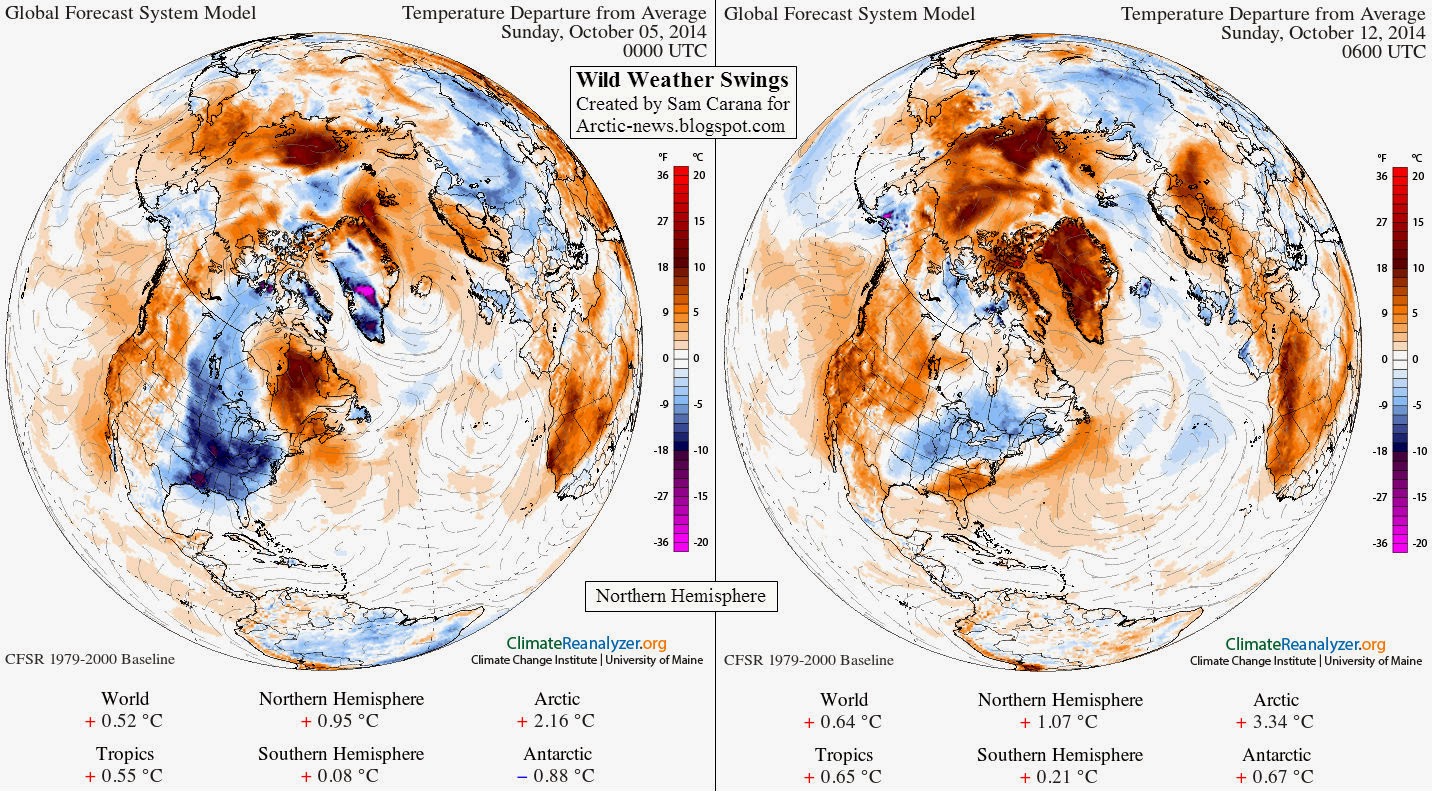 Global Forecast System Model
Temperature Departure from Average
Sunday, October 05, 2014
0000 UTC
Global Forecast System Model
Temperature Departure from Average
Sunday, October 12, 2014
0600 UTC
Wild Weather Swings
Created by Sam Carana for
Arctic-news.blogspot.com
°F °C
36 20
27 15
18 10
9 5
0 0
-9 -5
-18 -10
-27 -15
-36 -20
°F °C
36 20
27 15
18 10
9 5
0 0
-9 -5
-18 -10
-27 -15
-36 -20
Northern Hemisphere
ClimateReanalyzer.org
Climate Change Institute | University of Maine
CFSR 1979-2000 Baseline
ClimateReanalyzer.org
Climate Change Institute | University of Maine
CFSR 1979-2000 Baseline
World Northern Hemisphere Arctic
+ 0.52 °C + 0.95 °C + 2.16 °C
Tropics Southern Hemisphere Antarctic
+ 0.55 °C + 0.08 °C − 0.88 °C
World Northern Hemisphere Arctic
+ 0.64 °C + 1.07 °C + 3.34 °C
Tropics Southern Hemisphere Antarctic
+ 0.65 °C + 0.21 °C + 0.67 °C